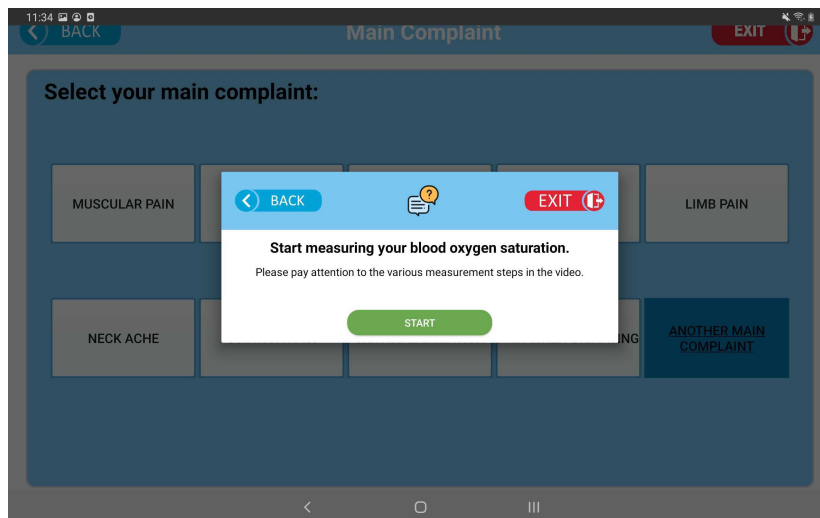 11:34
BACK
Main Complaint
EXIT
Select your main complaint:
MUSCULAR PAIN
LIMB PAIN
BACK
EXIT
Start measuring your blood oxygen saturation.
Please pay attention to the various measurement steps in the video.
START
NECK ACHE
NG
ANOTHER MAIN
COMPLAINT